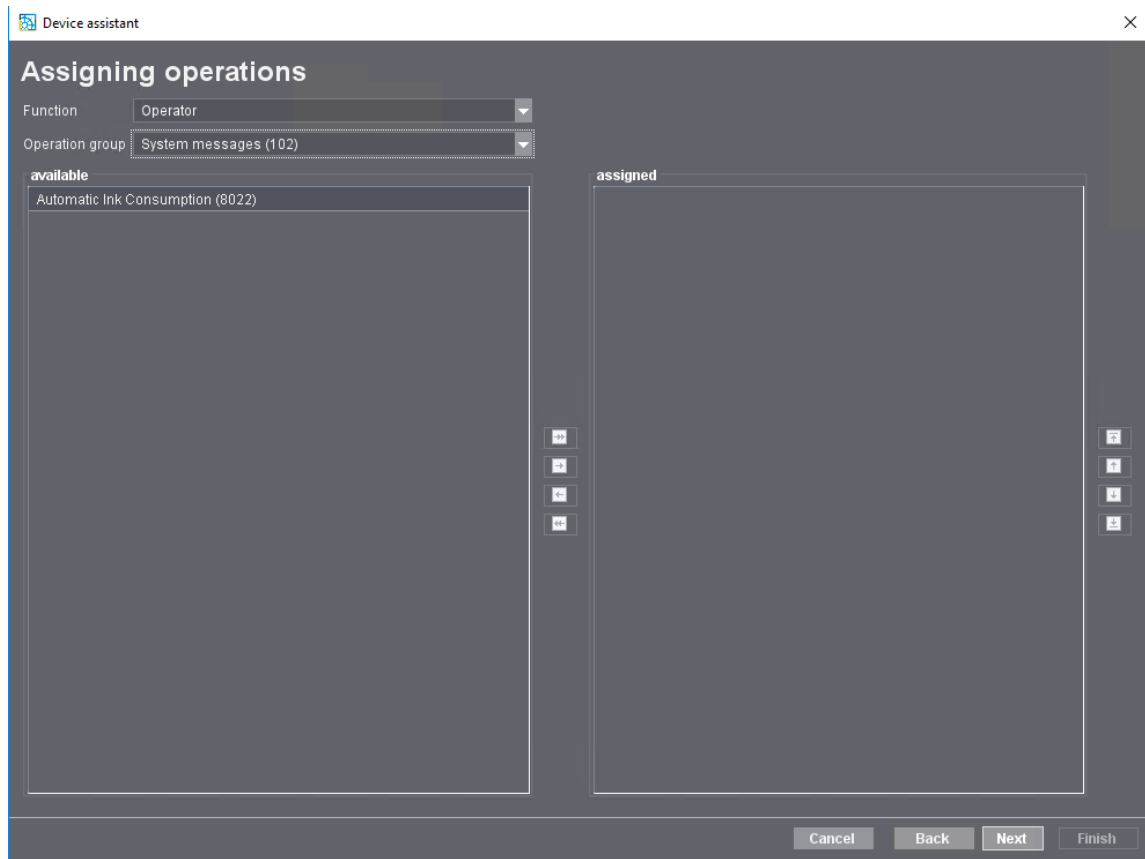 Device assistant
Assigning operations
Function Operator
Operation group System messages (102)
available
assigned
Automatic Ink Consumption (8022)
Cancel Back Next Finish